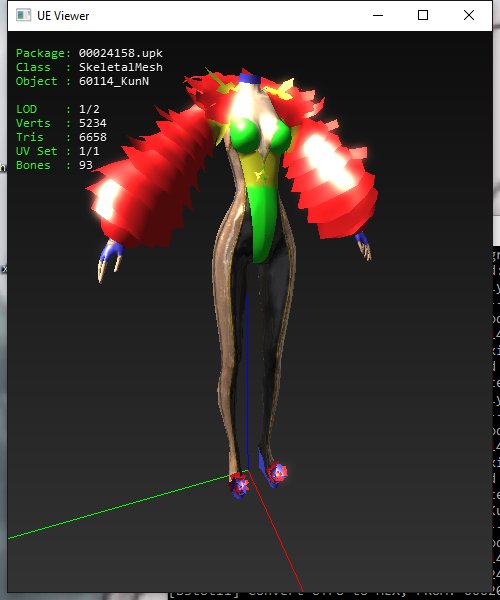 UE Viewer
Package: 00024158.upk
Class  : SkeletalMesh
Object : 60114_KunN
LOD    : 1/2
Verts  : 5234
Tris   : 6658
UV Set : 1/1
Bones  : 93